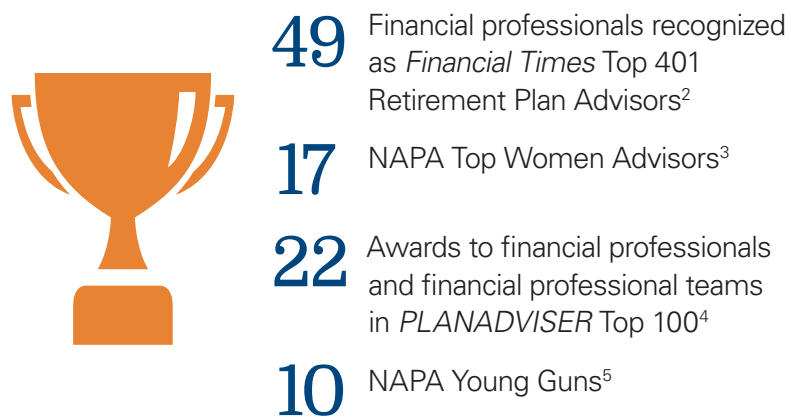 49 Financial professionals recognized
as Financial Times Top 401
Retirement Plan Advisors²
17 NAPA Top Women Advisors³
22 Awards to financial professionals
and financial professional teams
in PLANADVISER Top 100⁴
10 NAPA Young Guns⁵